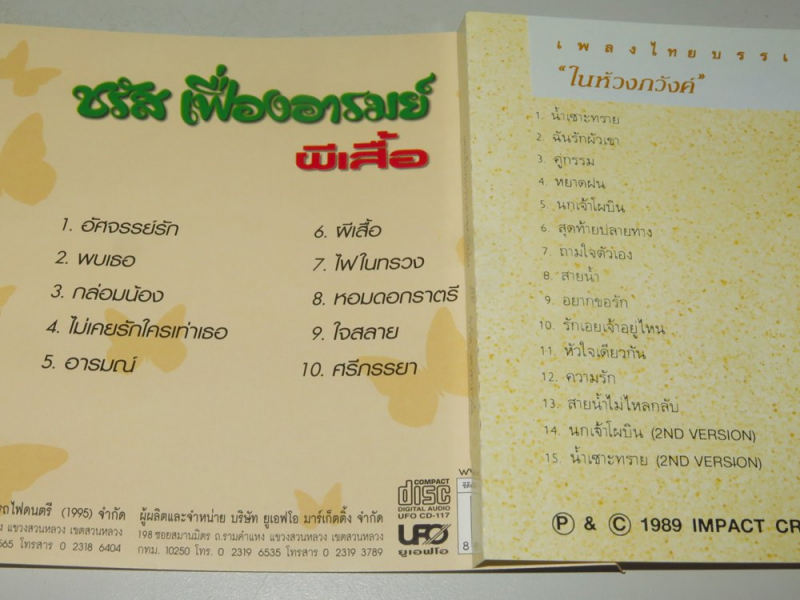 ชรัส เฟื่องอารมย์
ผีเสื้อ
1. อัศจรรย์รัก
2. พบเธอ
3. กล่อมน้อง
4. ไม่เคยรักใครเท่าเธอ
5. อารมณ์
6. ผีเสื้อ
7. ไฟในทรวง
8. หอมดอกราตรี
9. ใจสลาย
10. ศรีกรรยา
ถไฟดนตรี (1995) จำกัด
แขวงสวนหลวง เขตสวนหลวง
565 โทรสาร 0 2318 6404
ผู้ผลิตและจำหน่าย บริษัท ยูเอฟโอ มาร์เก็ตติ้ง จำกัด
198 ซอยสมานมิตร ถ.รามคำแหง แขวงสวนหลวง เขตสวนหลวง
กทม. 10250 โทร. 0 2319 6535 โทรสาร 0 2319 3789
COMPACT
disc
DIGITAL AUDIO
UFO CD-117
UFO
ยูเอฟโอ
เพลงไทยบรรเ
"ในห้วงภวังค์"
1. น้ำเซาะทราย
2. ฉันรักผัวเขา
3. คู่กรรม
4. หยาดฝน
5. นกเจ้าโผบิน
6. สุดท้ายปลายทาง
7. ถามใจตัวเอง
8. สายน้ำ
9. อยากขอรัก
10. รักเอยเจ้าอยู่ไหน
11. หัวใจเดียวกัน
12. ความรัก
13. สายน้ำไม่ไหลกลับ
14. นกเจ้าโผบิน (2ND VERSION)
15. น้ำเซาะทราย (2ND VERSION)
Ⓟ & © 1989 IMPACT CR